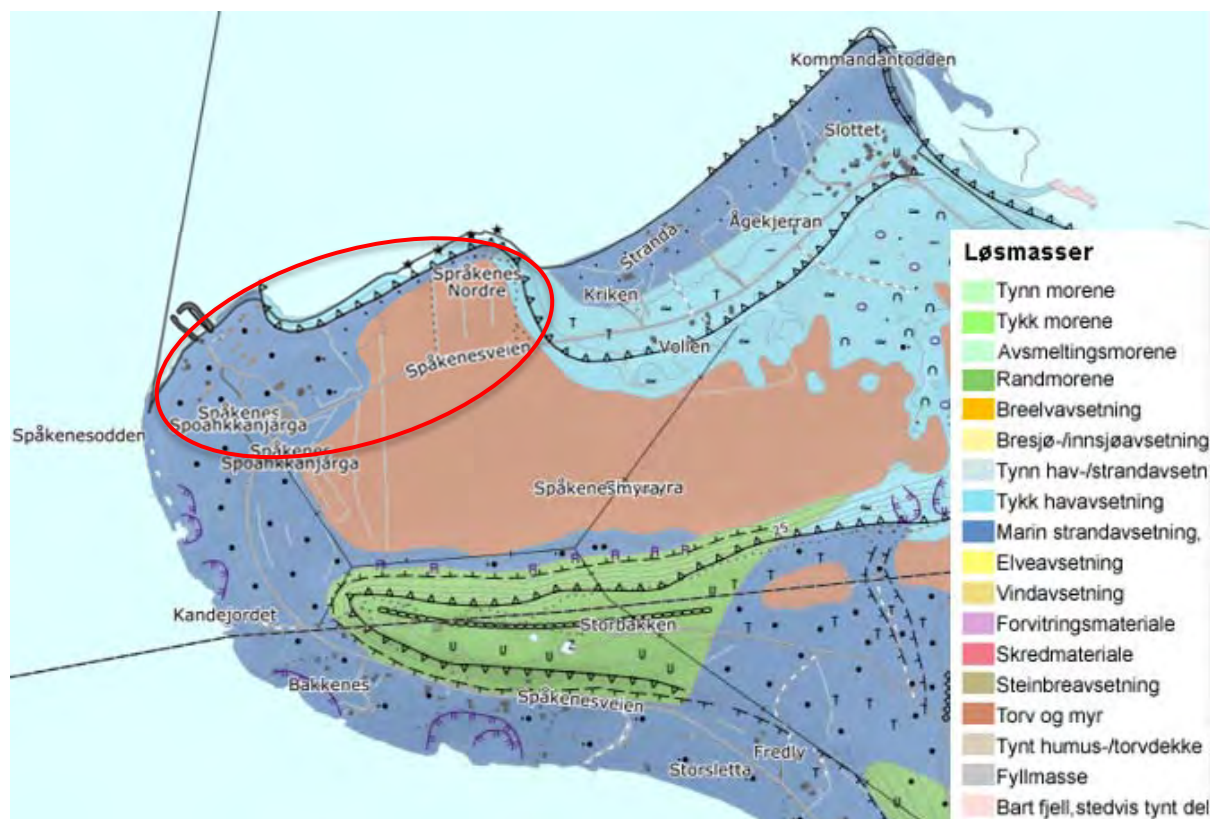 Kommandantodden
Slottet
Ågekjerran
Stranda
Kriken
Språkenes
Nordre
Vollen
Spåkenesveien
Spåkenes
Spoahkkanjárga
Spåkenesodden
Spåkenes
Spoahkkanjárga
25
Kandejordet
Storbakken
Bakkenes
Spåkenesveien
Fredly
Storsletta
Løsmasser
Tynn morene
Tykk morene
Avsmeltingsmorene
Randmorene
Breelvavsetning
Bresjø-/innsjøavsetning
Tynn hav-/strandavsetn
Tykk havavsetning
Marin strandavsetning,
Elveavsetning
Vindavsetning
Forvitringsmateriale
Skredmateriale
Steinbreavsetning
Torv og myr
Tynt humus-/torvdekke
Fyllmasse
Bart fjell,stedvis tynt del